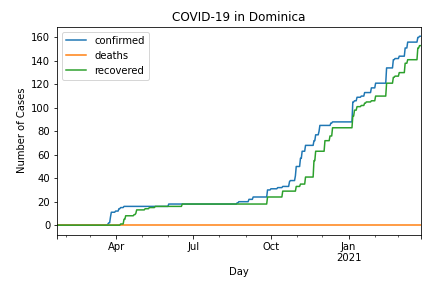 COVID-19 in Dominica
confirmed
deaths
recovered
Number of Cases
160
140
120
100
80
60
40
20
0
Apr
Jul
Oct
Jan
2021
Day